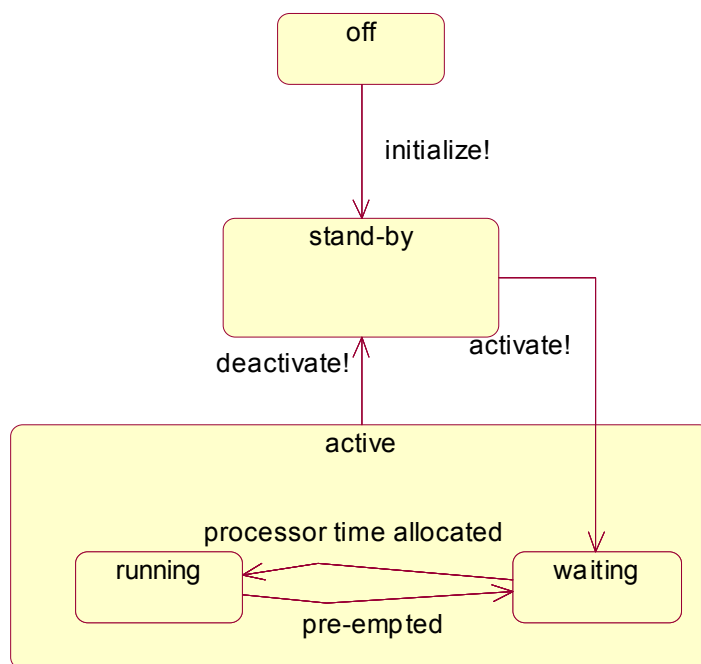 off
initialize!
stand-by
deactivate!
activate!
active
processor time allocated
running
waiting
pre-empted